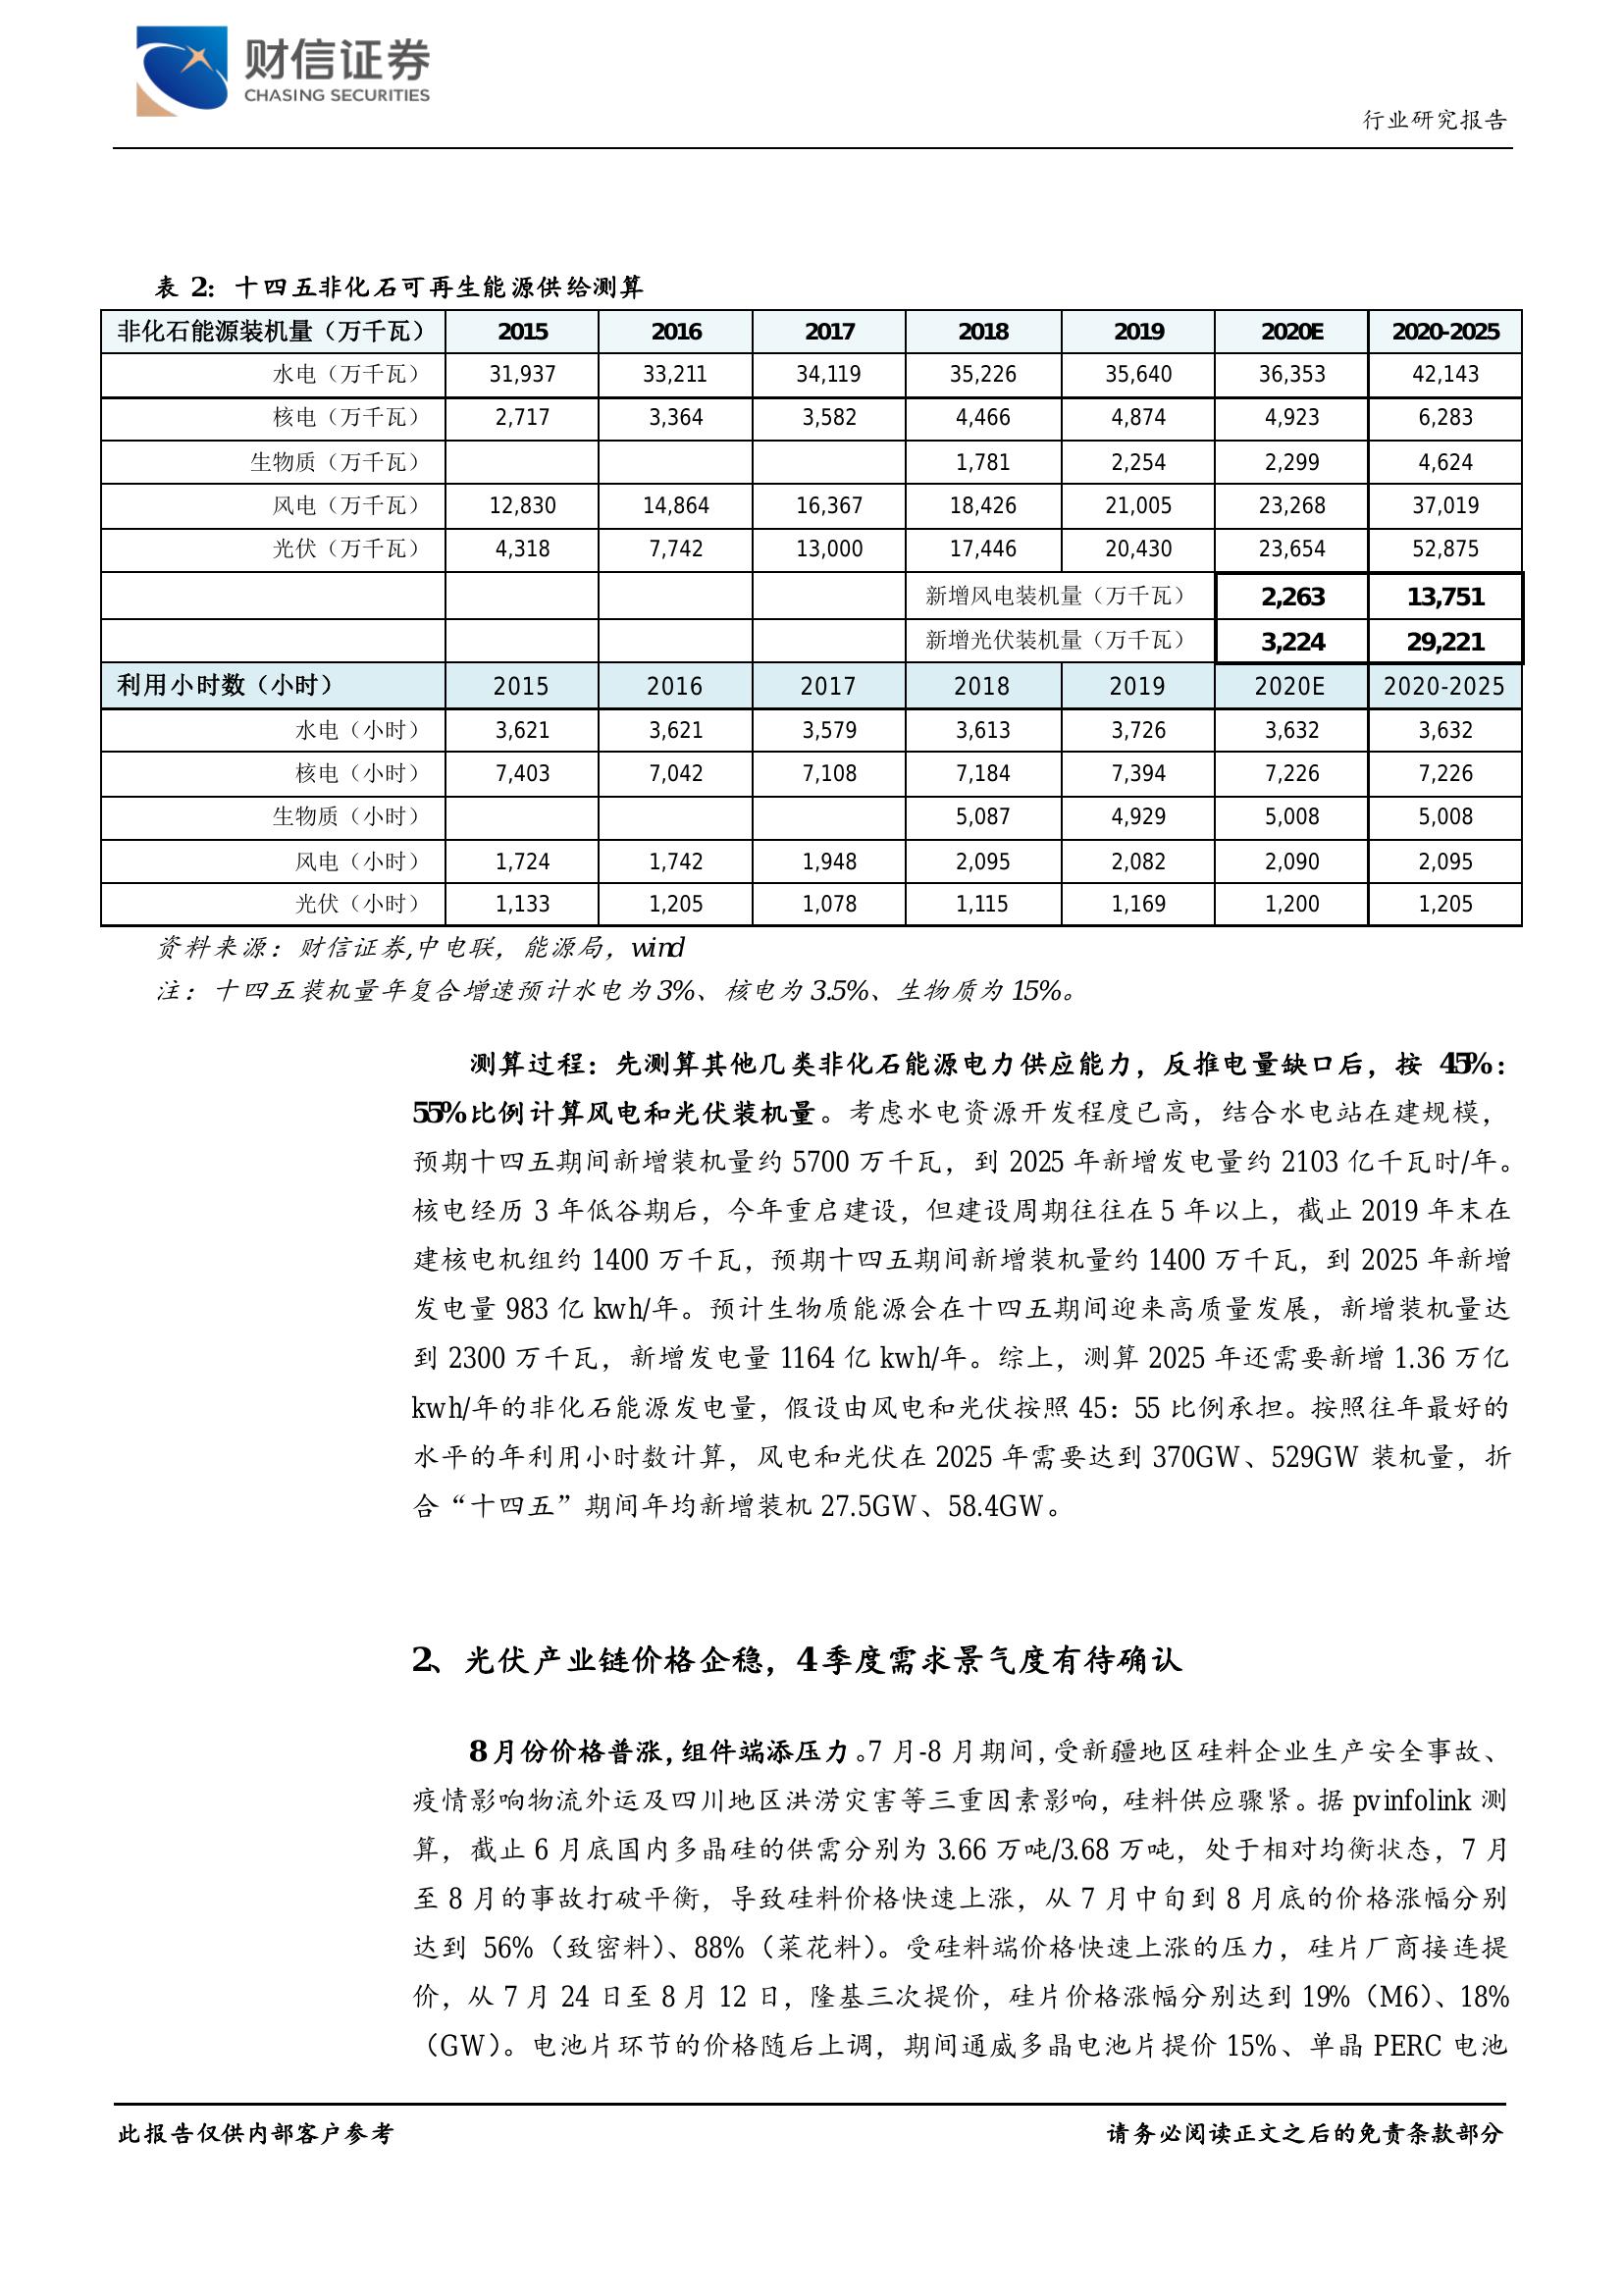 财信证券
CHASING SECURITIES
行业研究报告
表 2：十四五非化石可再生能源供给测算
非化石能源装机量（万千瓦） 2015 2016 2017 2018 2019 2020E 2020-2025
水电（万千瓦） 31,937 33,211 34,119 35,226 35,640 36,353 42,143
核电（万千瓦） 2,717 3,364 3,582 4,466 4,874 4,923 6,283
生物质（万千瓦） 1,781 2,254 2,299 4,624
风电（万千瓦） 12,830 14,864 16,367 18,426 21,005 23,268 37,019
光伏（万千瓦） 4,318 7,742 13,000 17,446 20,430 23,654 52,875
新增风电装机量（万千瓦） 2,263 13,751
新增光伏装机量（万千瓦） 3,224 29,221
利用小时数（小时） 2015 2016 2017 2018 2019 2020E 2020-2025
水电（小时） 3,621 3,621 3,579 3,613 3,726 3,632 3,632
核电（小时） 7,403 7,042 7,108 7,184 7,394 7,226 7,226
生物质（小时） 5,087 4,929 5,008 5,008
风电（小时） 1,724 1,742 1,948 2,095 2,082 2,090 2,095
光伏（小时） 1,133 1,205 1,078 1,115 1,169 1,200 1,205
资料来源：财信证券,中电联，能源局，wind
注：十四五装机量年复合增速预计水电为 3%、核电为 3.5%、生物质为 15%。
测算过程：先测算其他几类非化石能源电力供应能力，反推电量缺口后，按 45%：
55%比例计算风电和光伏装机量。考虑水电资源开发程度已高，结合水电站在建规模，
预期十四五期间新增装机量约 5700 万千瓦，到 2025 年新增发电量约 2103 亿千瓦时/年。
核电经历 3 年低谷期后，今年重启建设，但建设周期往往在 5 年以上，截止 2019 年末在
建核电机组约 1400 万千瓦，预期十四五期间新增装机量约 1400 万千瓦，到 2025 年新增
发电量 983 亿 kwh/年。预计生物质能源会在十四五期间迎来高质量发展，新增装机量达
到 2300 万千瓦，新增发电量 1164 亿 kwh/年。综上，测算 2025 年还需要新增 1.36 万亿
kwh/年的非化石能源发电量，假设由风电和光伏按照 45：55 比例承担。按照往年最好的
水平的年利用小时数计算，风电和光伏在 2025 年需要达到 370GW、529GW 装机量，折
合“十四五”期间年均新增装机 27.5GW、58.4GW。
2、光伏产业链价格企稳，4 季度需求景气度有待确认
8 月份价格普涨，组件端添压力。7 月-8 月期间，受新疆地区硅料企业生产安全事故、
疫情影响物流外运及四川地区洪涝灾害等三重因素影响，硅料供应骤紧。据 pvinfolink 测
算，截止 6 月底国内多晶硅的供需分别为 3.66 万吨/3.68 万吨，处于相对均衡状态，7 月
至 8 月的事故打破平衡，导致硅料价格快速上涨，从 7 月中旬到 8 月底的价格涨幅分别
达到 56%（致密料）、88%（菜花料）。受硅料端价格快速上涨的压力，硅片厂商接连提
价，从 7 月 24 日至 8 月 12 日，隆基三次提价，硅片价格涨幅分别达到 19%（M6）、18%
（GW）。电池片环节的价格随后上调，期间通威多晶电池片提价 15%、单晶 PERC 电池
此报告仅供内部客户参考
请务必阅读正文之后的免责条款部分